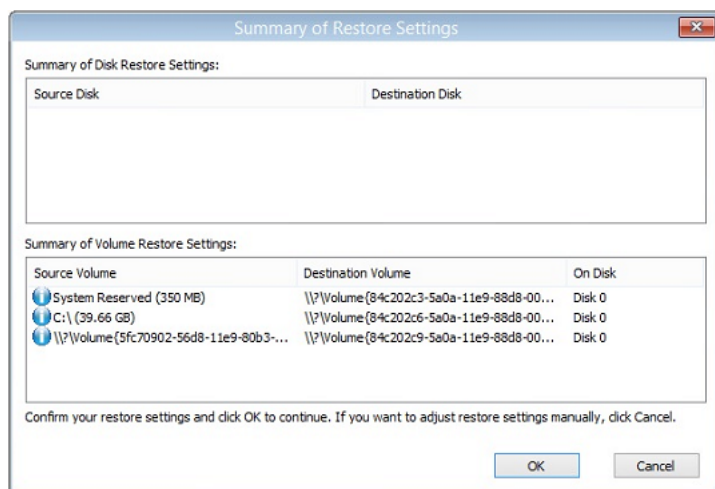 Summary of Restore Settings
Summary of Disk Restore Settings:
Source Disk Destination Disk
Summary of Volume Restore Settings:
Source Volume Destination Volume On Disk
System Reserved (350 MB) \\?\Volume{84c202c3-5a0a-11e9-88d8-00... Disk 0
C:\ (39.66 GB) \\?\Volume{84c202c6-5a0a-11e9-88d8-00... Disk 0
\\?\Volume{5fc70902-56d8-11e9-80b3-... \\?\Volume{84c202c9-5a0a-11e9-88d8-00... Disk 0
Confirm your restore settings and click OK to continue. If you want to adjust restore settings manually, click Cancel.
OK Cancel